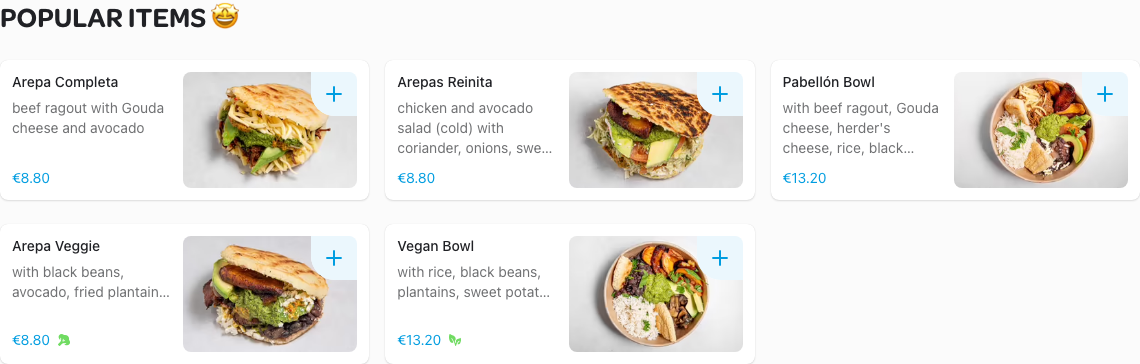 POPULAR ITEMS 🤩
Arepa Completa
beef ragout with Gouda
cheese and avocado
€8.80
Arepas Reinita
chicken and avocado
salad (cold) with
coriander, onions, swe...
€8.80
Pabellón Bowl
with beef ragout, Gouda
cheese, herder's
cheese, rice, black...
€13.20
Arepa Veggie
with black beans,
avocado, fried plantain...
€8.80
Vegan Bowl
with rice, black beans,
plantains, sweet potat...
€13.20